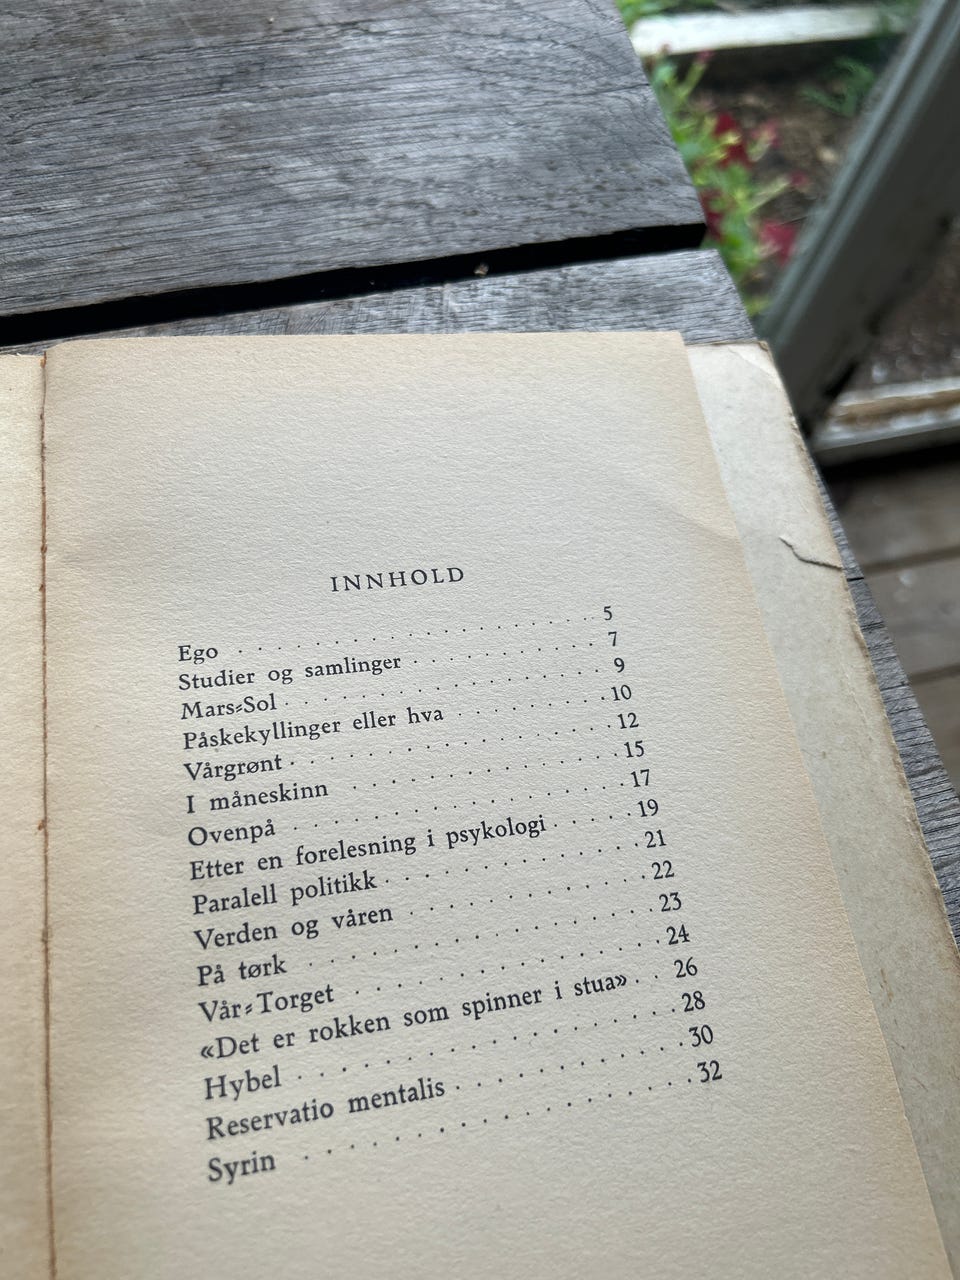 INNHOLD
Ego . . . . . . . . . . . . . . . . . . 5
Studier og samlinger . . . . . . . . . 7
Mars-Sol . . . . . . . . . . . . . . . 9
Påskekyllinger eller hva . . . . . . . . 10
Vårgrønt . . . . . . . . . . . . . . . 12
I måneskinn . . . . . . . . . . . . . 15
Ovenpå . . . . . . . . . . . . . . . 17
Etter en forelesning i psykologi . . . . . 19
Paralell politikk . . . . . . . . . . . . 21
Verden og våren . . . . . . . . . . . 22
På tørk . . . . . . . . . . . . . . . 23
Vår-Torget . . . . . . . . . . . . . 24
«Det er rokken som spinner i stua» . . 26
Hybel . . . . . . . . . . . . . . . . 28
Reservatio mentalis . . . . . . . . . . 30
Syrin . . . . . . . . . . . . . . . . 32